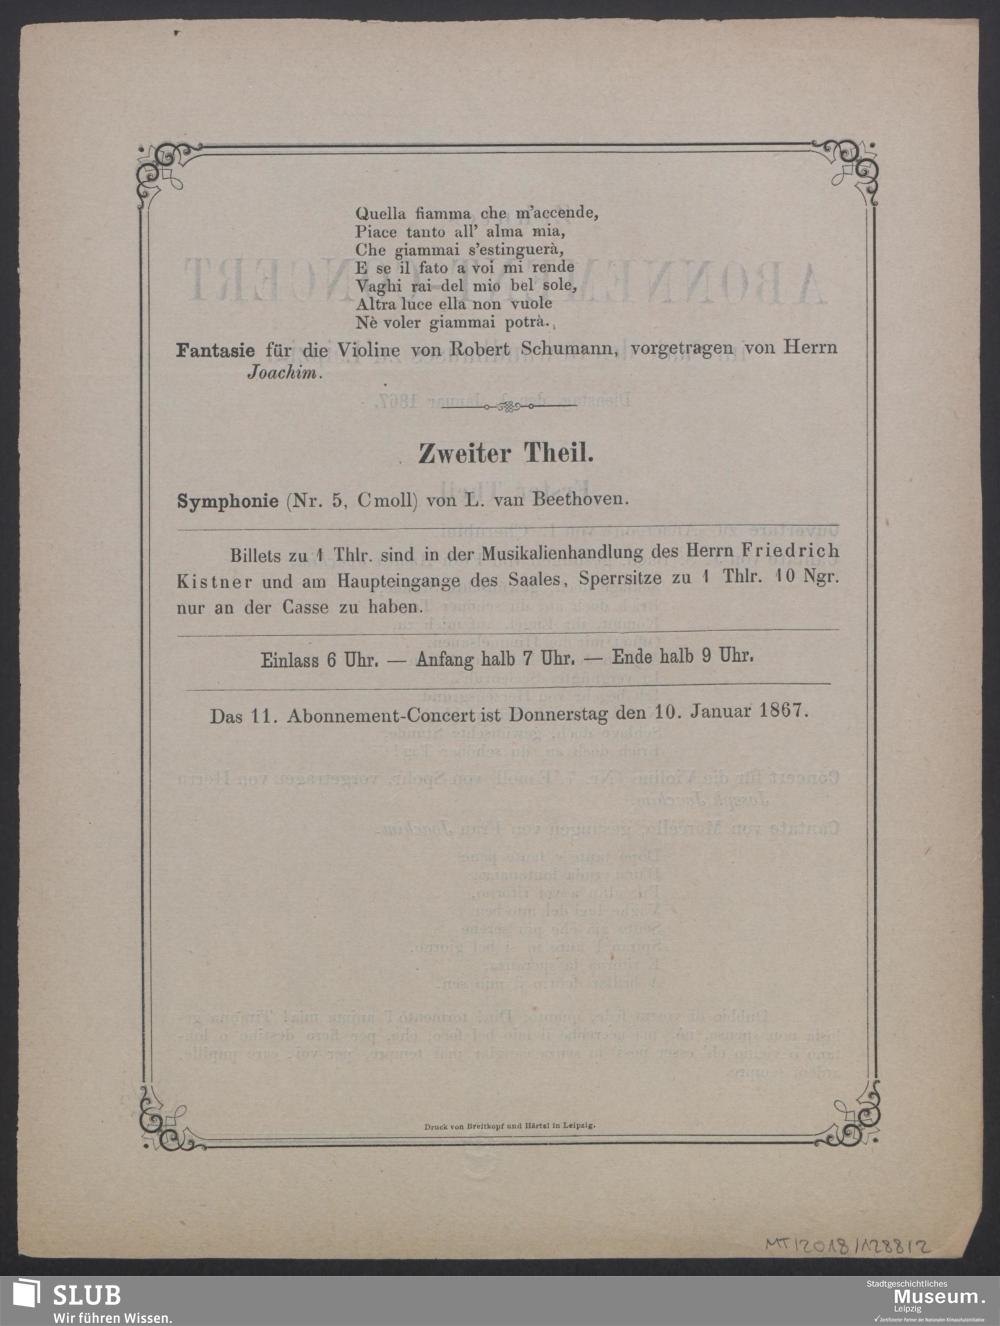 Quella fiamma che m'accende,
Piace tanto all' alma mia,
Che giammai s'estinguerà,
E se il fato a voi mi rende
Vaghi rai del mio bel sole,
Altra luce ella non vuole
Nè voler giammai potrà.
Fantasie für die Violine von Robert Schumann, vorgetragen von Herrn
Joachim.
Zweiter Theil.
Symphonie (Nr. 5, Cmoll) von L. van Beethoven.
Billets zu 1 Thlr. sind in der Musikalienhandlung des Herrn Friedrich
Kistner und am Haupteingange des Saales, Sperrsitze zu 1 Thlr. 10 Ngr.
nur an der Casse zu haben.
Einlass 6 Uhr. — Anfang halb 7 Uhr. — Ende halb 9 Uhr.
Das 11. Abonnement-Concert ist Donnerstag den 10. Januar 1867.
Druck von Breitkopf und Härtel in Leipzig.
MT/2018/12882
SLUB
Wir führen Wissen.
Stadtgeschichtliches
Museum.
Leipzig
Zertifizierter Partner der Nationalen Klimaschutzinitiative